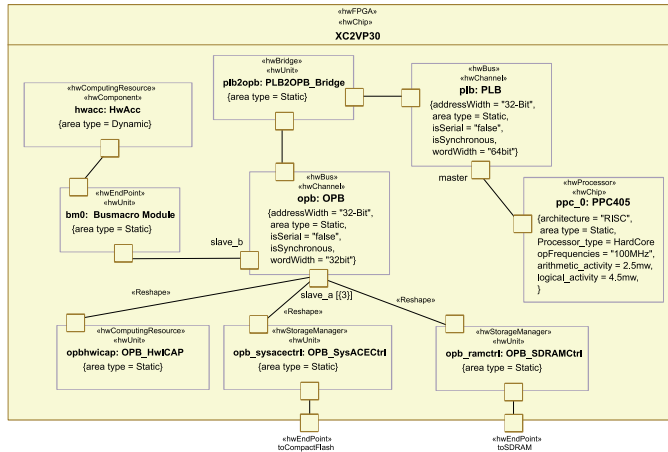 «hwFPGA»
«hwChip»
XC2VP30
«hwComputingResource»
«hwComponent»
hwacc: HwAcc
{area type = Dynamic}
«hwBridge»
«hwUnit»
plb2opb: PLB2OPB_Bridge
{area type = Static}
«hwBus»
«hwChannel»
plb: PLB
{addressWidth = "32-Bit",
area type = Static,
isSerial = "false",
isSynchronous,
wordWidth = "64bit"}
master
«hwEndPoint»
«hwUnit»
bm0: Busmacro Module
{area type = Static}
slave_b
«hwBus»
«hwChannel»
opb: OPB
{addressWidth = "32-Bit",
area type = Static,
isSerial = "false",
isSynchronous,
wordWidth = "32bit"}
slave_a [{3}]
«hwProcessor»
«hwChip»
ppc_0: PPC405
{architecture = "RISC",
area type = Static,
Processor_type = HardCore
opFrequencies = "100MHz",
arithmetic_activity = 2.5mw,
logical_activity = 4.5mw,
}
«Reshape»
«Reshape»
«Reshape»
«hwComputingResource»
«hwUnit»
opbhwicap: OPB_HwICAP
{area type = Static}
«hwStorageManager»
«hwUnit»
opb_sysacectrl: OPB_SysACECtrl
{area type = Static}
«hwStorageManager»
«hwUnit»
opb_ramctrl: OPB_SDRAMCtrl
{area type = Static}
«hwEndPoint»
toCompactFlash
«hwEndPoint»
toSDRAM